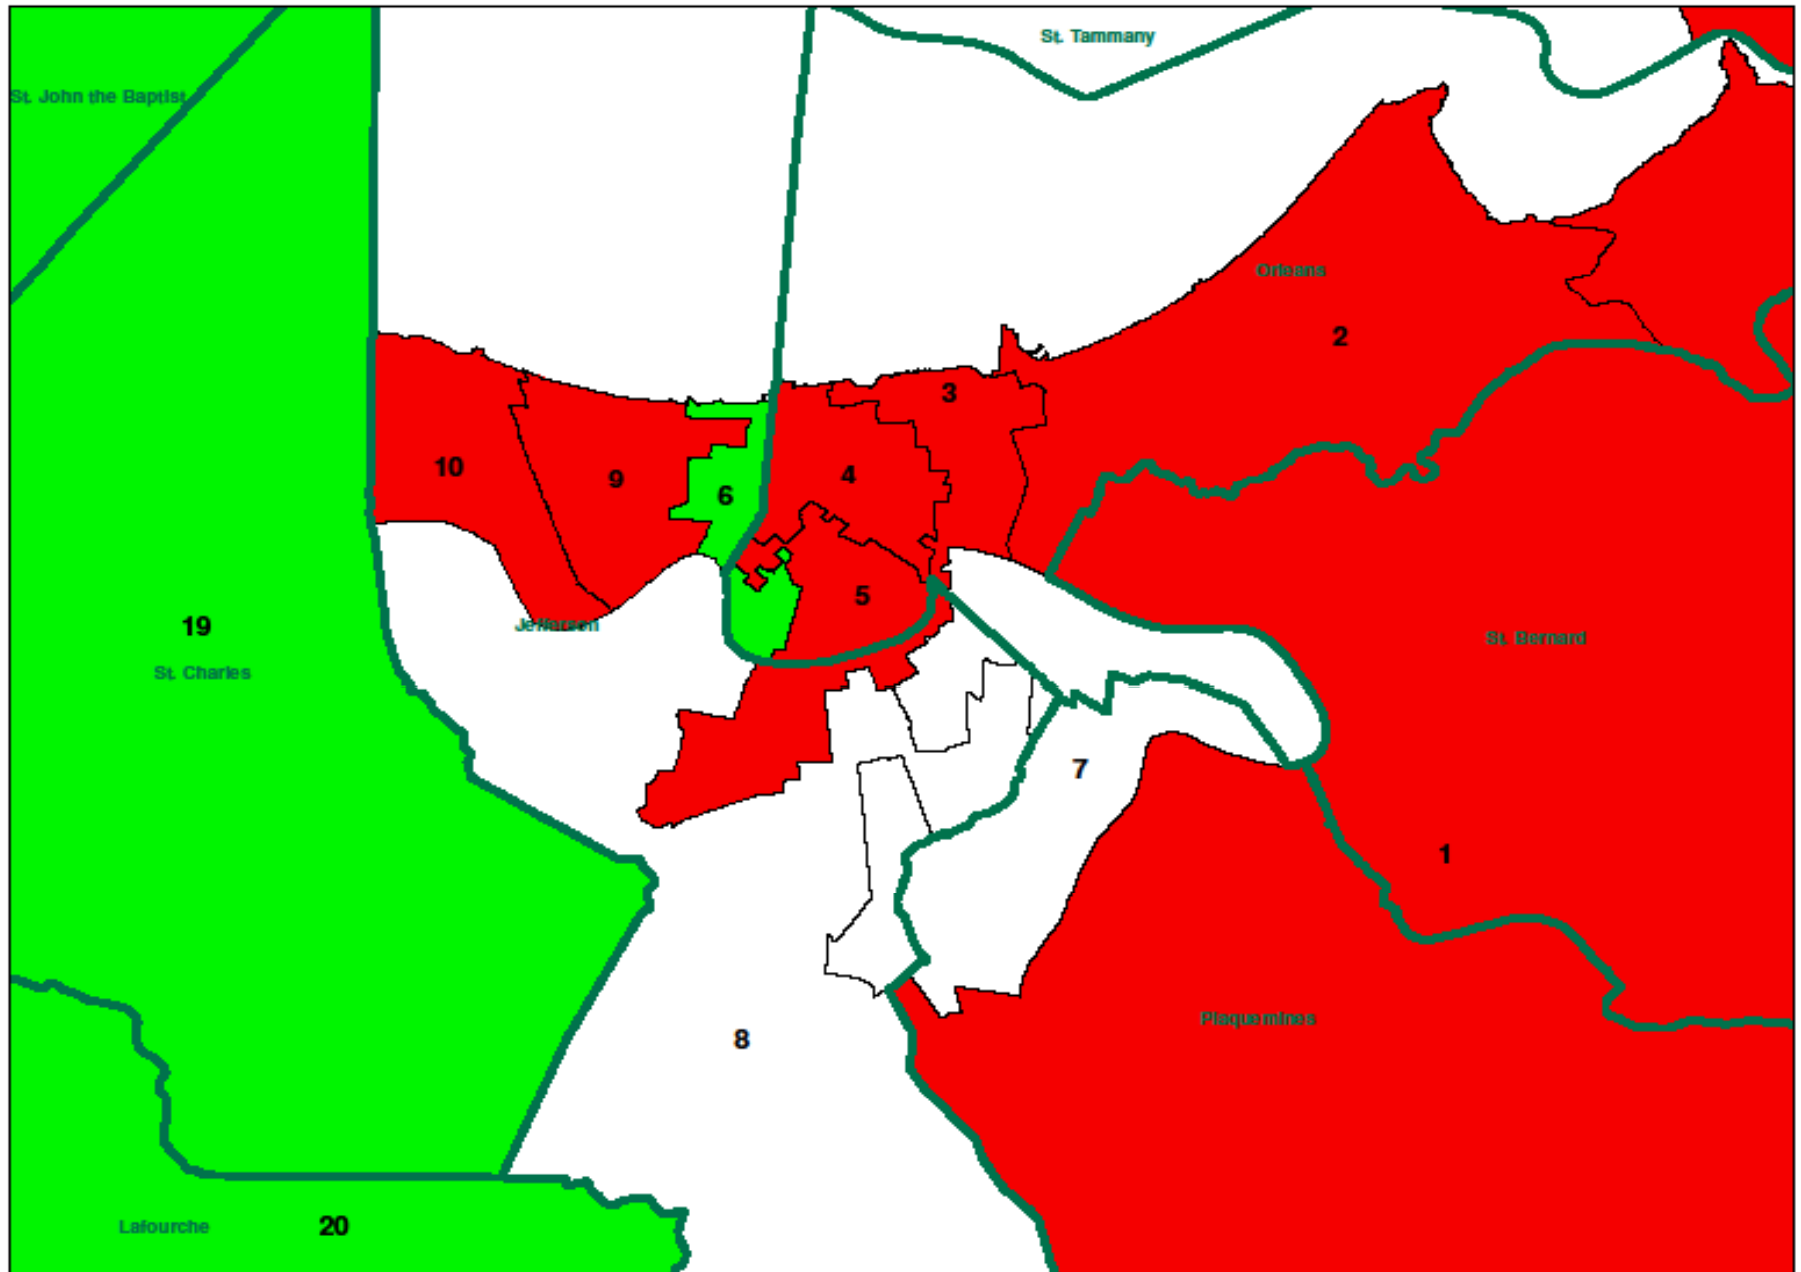 St. Tammany
St. John the Baptist
Orleans
2
3
10
9
4
6
5
19
Jefferson
St. Bernard
St. Charles
7
1
Plaquemines
8
Lafourche
20